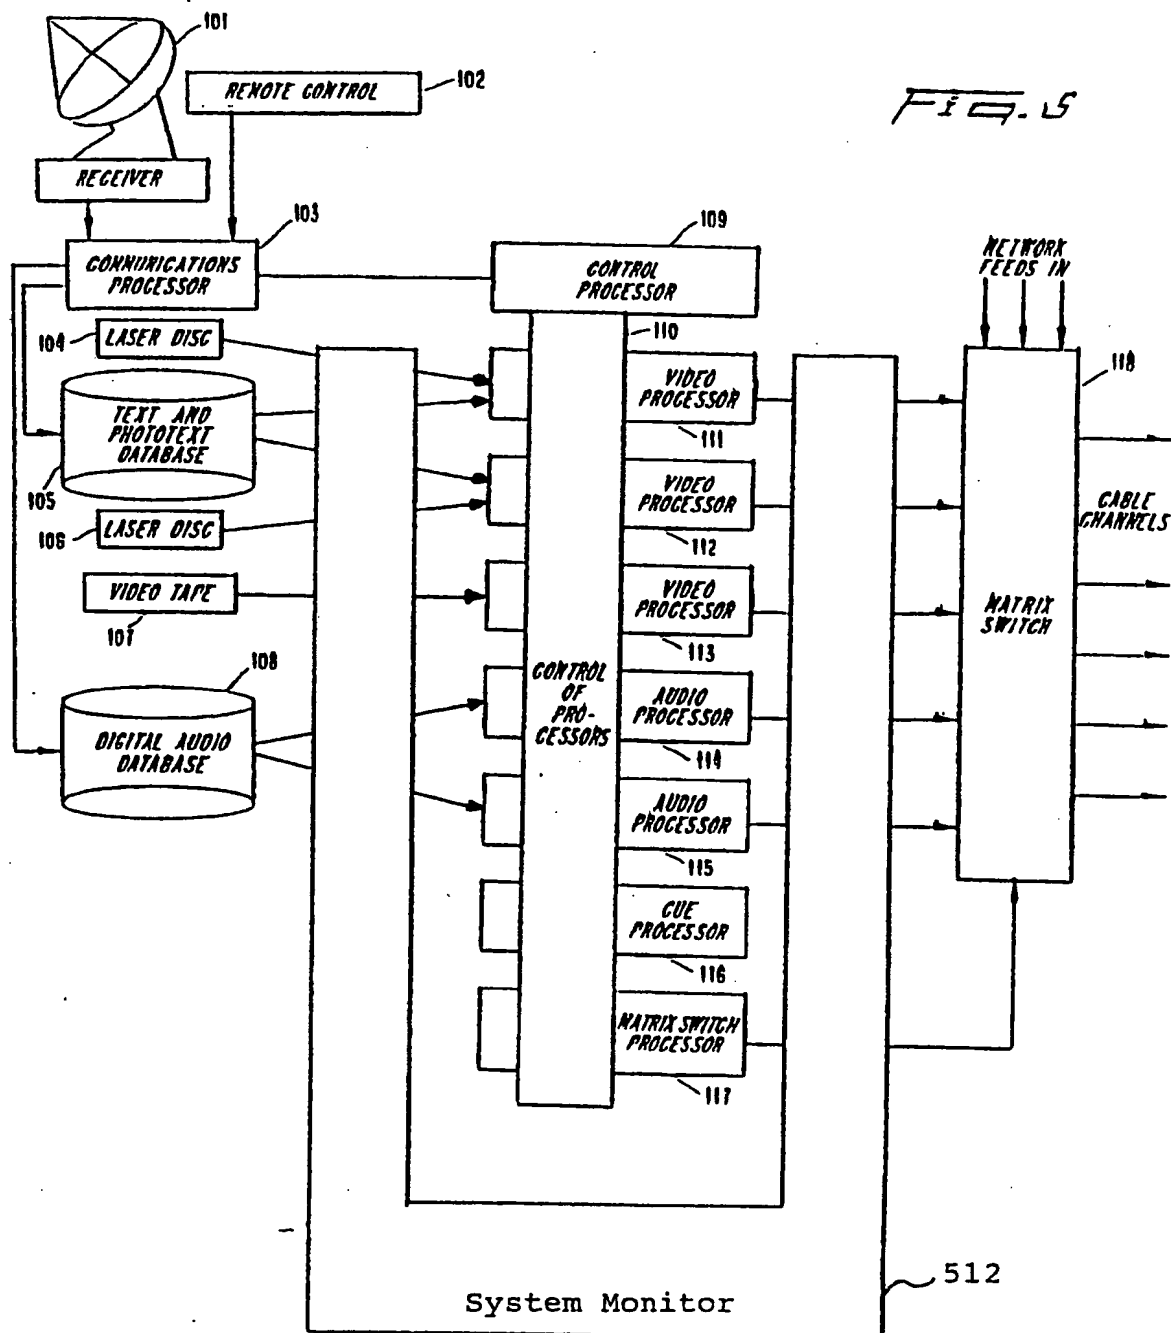 101
REMOTE CONTROL
102
Fig. 5
RECEIVER
103
COMMUNICATIONS
PROCESSOR
109
CONTROL
PROCESSOR
NETWORK
FEEDS IN
104
LASER DISC
110
118
VIDEO
PROCESSOR
111
TEXT AND
PHOTOTEXT
DATABASE
105
VIDEO
PROCESSOR
112
CABLE
CHANNELS
106
LASER DISC
VIDEO TAPE
107
VIDEO
PROCESSOR
113
MATRIX
SWITCH
108
DIGITAL AUDIO
DATABASE
CONTROL
OF
PRO-
CESSORS
AUDIO
PROCESSOR
114
AUDIO
PROCESSOR
115
CUE
PROCESSOR
116
MATRIX SWITCH
PROCESSOR
117
512
System Monitor